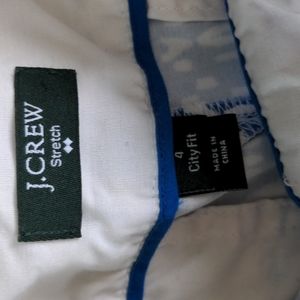 J.CREW
Stretch
4
City Fit
MADE IN
CHINA